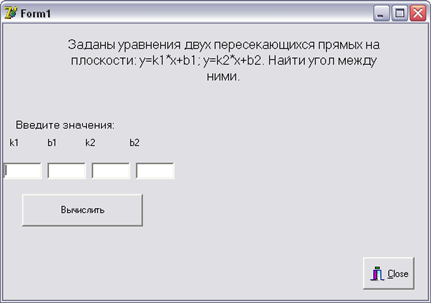 Form1
Заданы уравнения двух пересекающихся прямых на
плоскости: y=k1*x+b1; y=k2*x+b2. Найти угол между
ними.
Введите значения:
k1 b1 k2 b2
Вычислить
Close